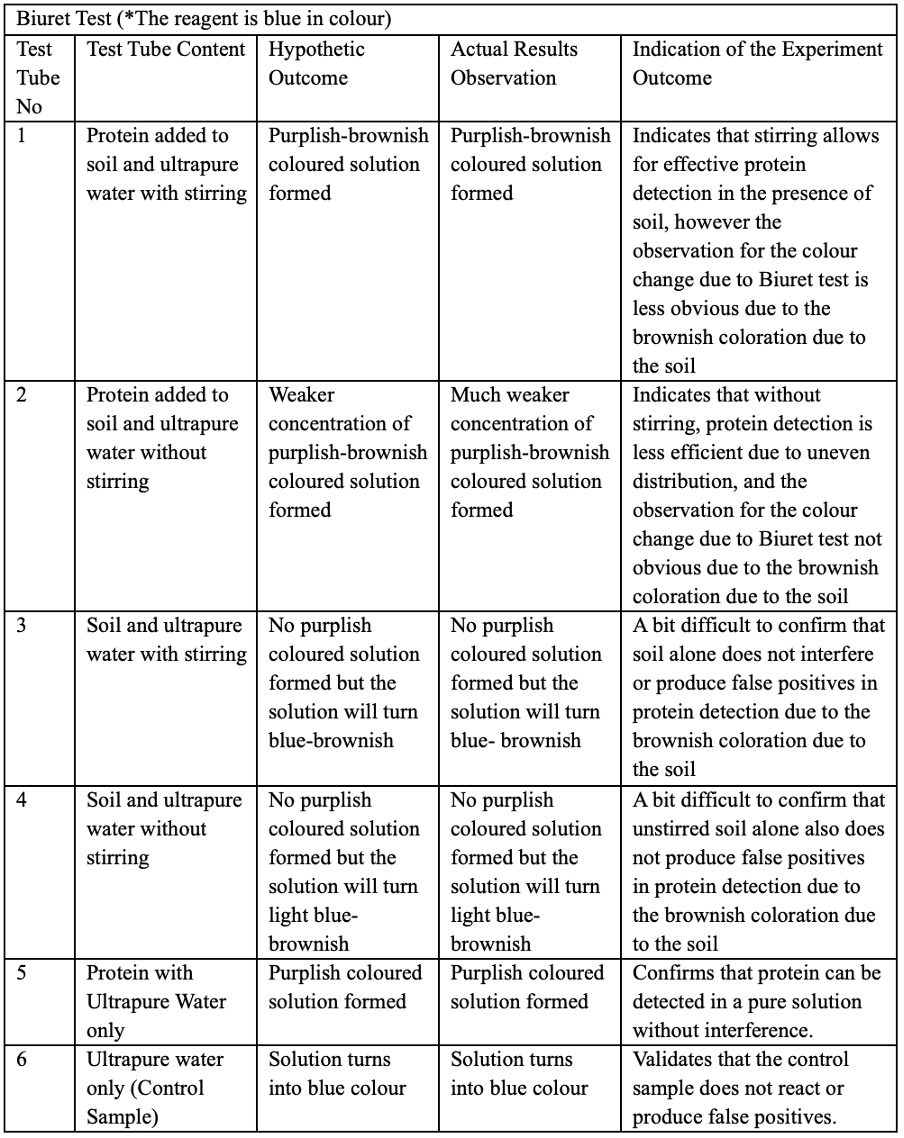 Biuret Test (*The reagent is blue in colour)
Test Tube No
Test Tube Content
Hypothetic Outcome
Actual Results Observation
Indication of the Experiment Outcome
1
Protein added to
soil and ultrapure
water with stirring
Purplish-brownish
coloured solution
formed
Purplish-brownish
coloured solution
formed
Indicates that stirring allows
for effective protein
detection in the presence of
soil, however the
observation for the colour
change due to Biuret test is
less obvious due to the
brownish coloration due to
the soil
2
Protein added to
soil and ultrapure
water without
stirring
Weaker
concentration of
purplish-brownish
coloured solution
formed
Much weaker
concentration of
purplish-brownish
coloured solution
formed
Indicates that without
stirring, protein detection is
less efficient due to uneven
distribution, and the
observation for the colour
change due to Biuret test not
obvious due to the brownish
coloration due to the soil
3
Soil and ultrapure
water with stirring
No purplish
coloured solution
formed but the
solution will turn
blue-brownish
No purplish
coloured solution
formed but the
solution will turn
blue- brownish
A bit difficult to confirm that
soil alone does not interfere
or produce false positives in
protein detection due to the
brownish coloration due to
the soil
4
Soil and ultrapure
water without
stirring
No purplish
coloured solution
formed but the
solution will turn
light blue-
brownish
No purplish
coloured solution
formed but the
solution will turn
light blue-
brownish
A bit difficult to confirm that
unstirred soil alone also does
not produce false positives
in protein detection due to
the brownish coloration due
to the soil
5
Protein with
Ultrapure Water
only
Purplish coloured
solution formed
Purplish coloured
solution formed
Confirms that protein can be
detected in a pure solution
without interference.
6
Ultrapure water
only (Control
Sample)
Solution turns
into blue colour
Solution turns
into blue colour
Validates that the control
sample does not react or
produce false positives.